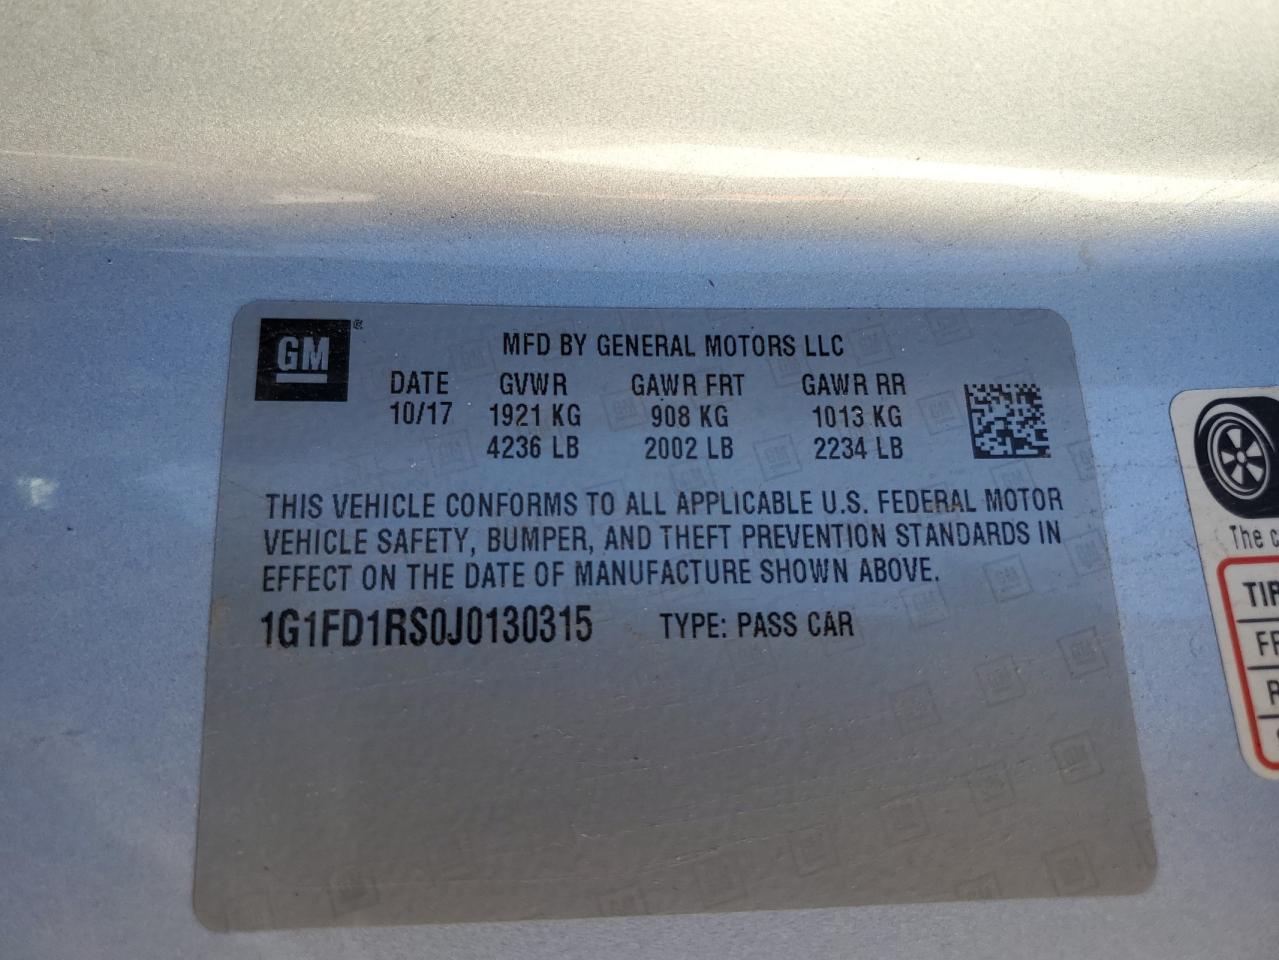 GM
MFD BY GENERAL MOTORS LLC
DATE GVWR GAWR FRT GAWR RR
10/17 1921 KG 908 KG 1013 KG
4236 LB 2002 LB 2234 LB
THIS VEHICLE CONFORMS TO ALL APPLICABLE U.S. FEDERAL MOTOR
VEHICLE SAFETY, BUMPER, AND THEFT PREVENTION STANDARDS IN
EFFECT ON THE DATE OF MANUFACTURE SHOWN ABOVE.
1G1FD1RS0J0130315 TYPE: PASS CAR
The